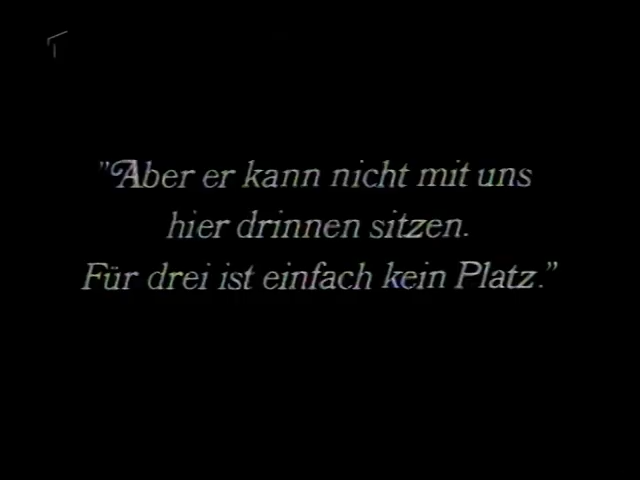 "Aber er kann nicht mit uns
hier drinnen sitzen.
Für drei ist einfach kein Platz."